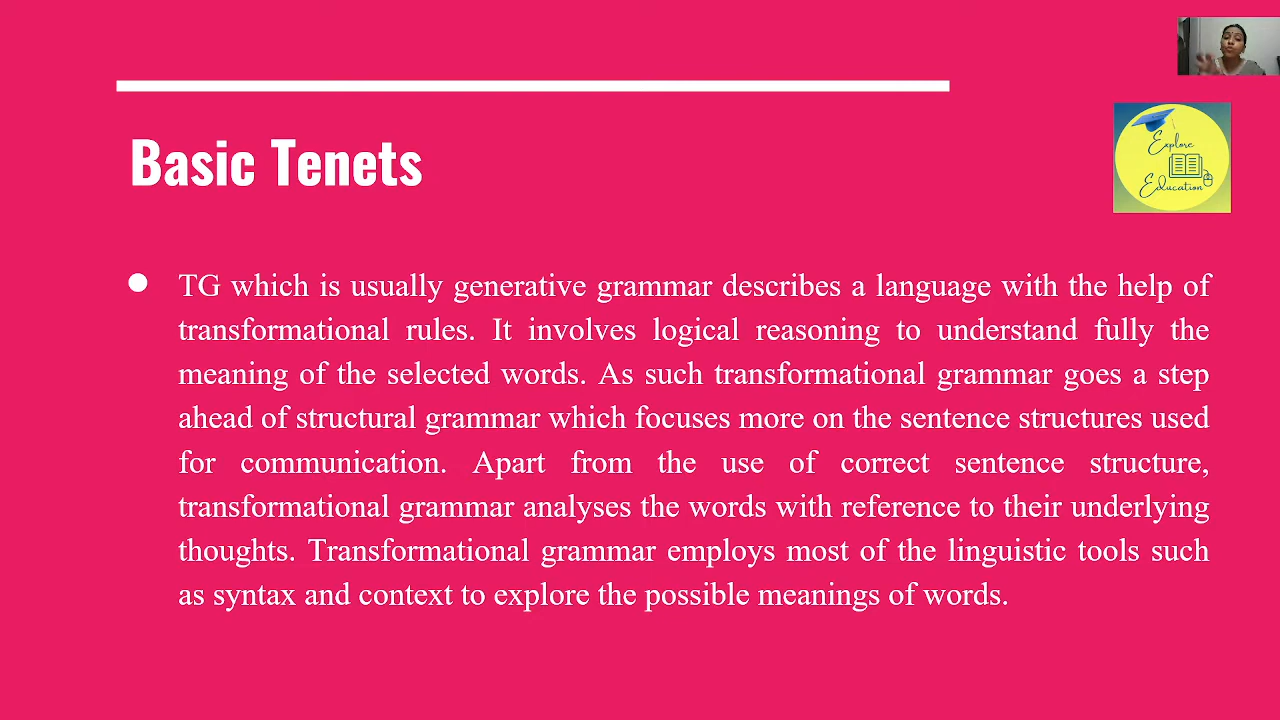 Basic Tenets
Explore
Education
● TG which is usually generative grammar describes a language with the help of
transformational rules. It involves logical reasoning to understand fully the
meaning of the selected words. As such transformational grammar goes a step
ahead of structural grammar which focuses more on the sentence structures used
for communication. Apart from the use of correct sentence structure,
transformational grammar analyses the words with reference to their underlying
thoughts. Transformational grammar employs most of the linguistic tools such
as syntax and context to explore the possible meanings of words.